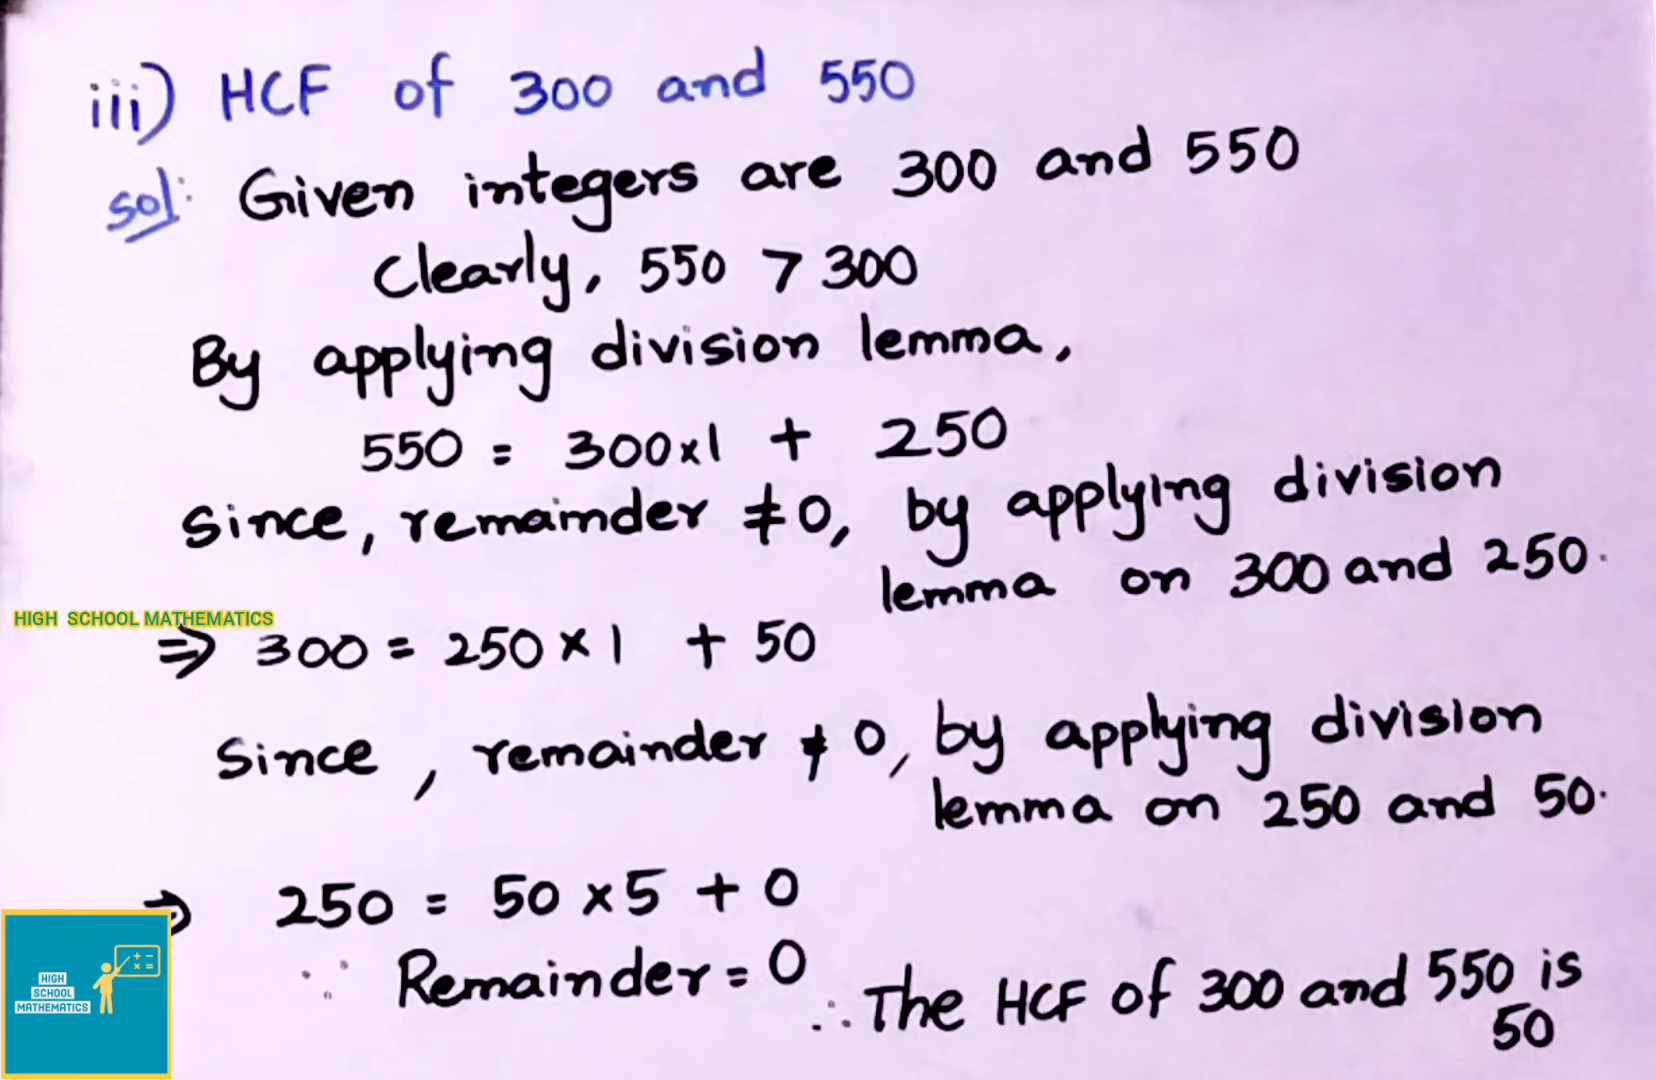 iii) HCF of 300 and 550
sol: Given integers are 300 and 550
Clearly, 550 > 300
By applying division lemma,
550 = 300×1 + 250
Since, remainder ≠0, by applying division
lemma on 300 and 250.
HIGH SCHOOL MATHEMATICS
⇒ 300 = 250 × 1 + 50
Since, remainder ≠ 0, by applying division
lemma on 250 and 50.
⇒ 250 = 50 × 5 + 0
∵ Remainder = 0
∴ The HCF of 300 and 550 is
50
HIGH
SCHOOL
MATHEMATICS
+ −
× =